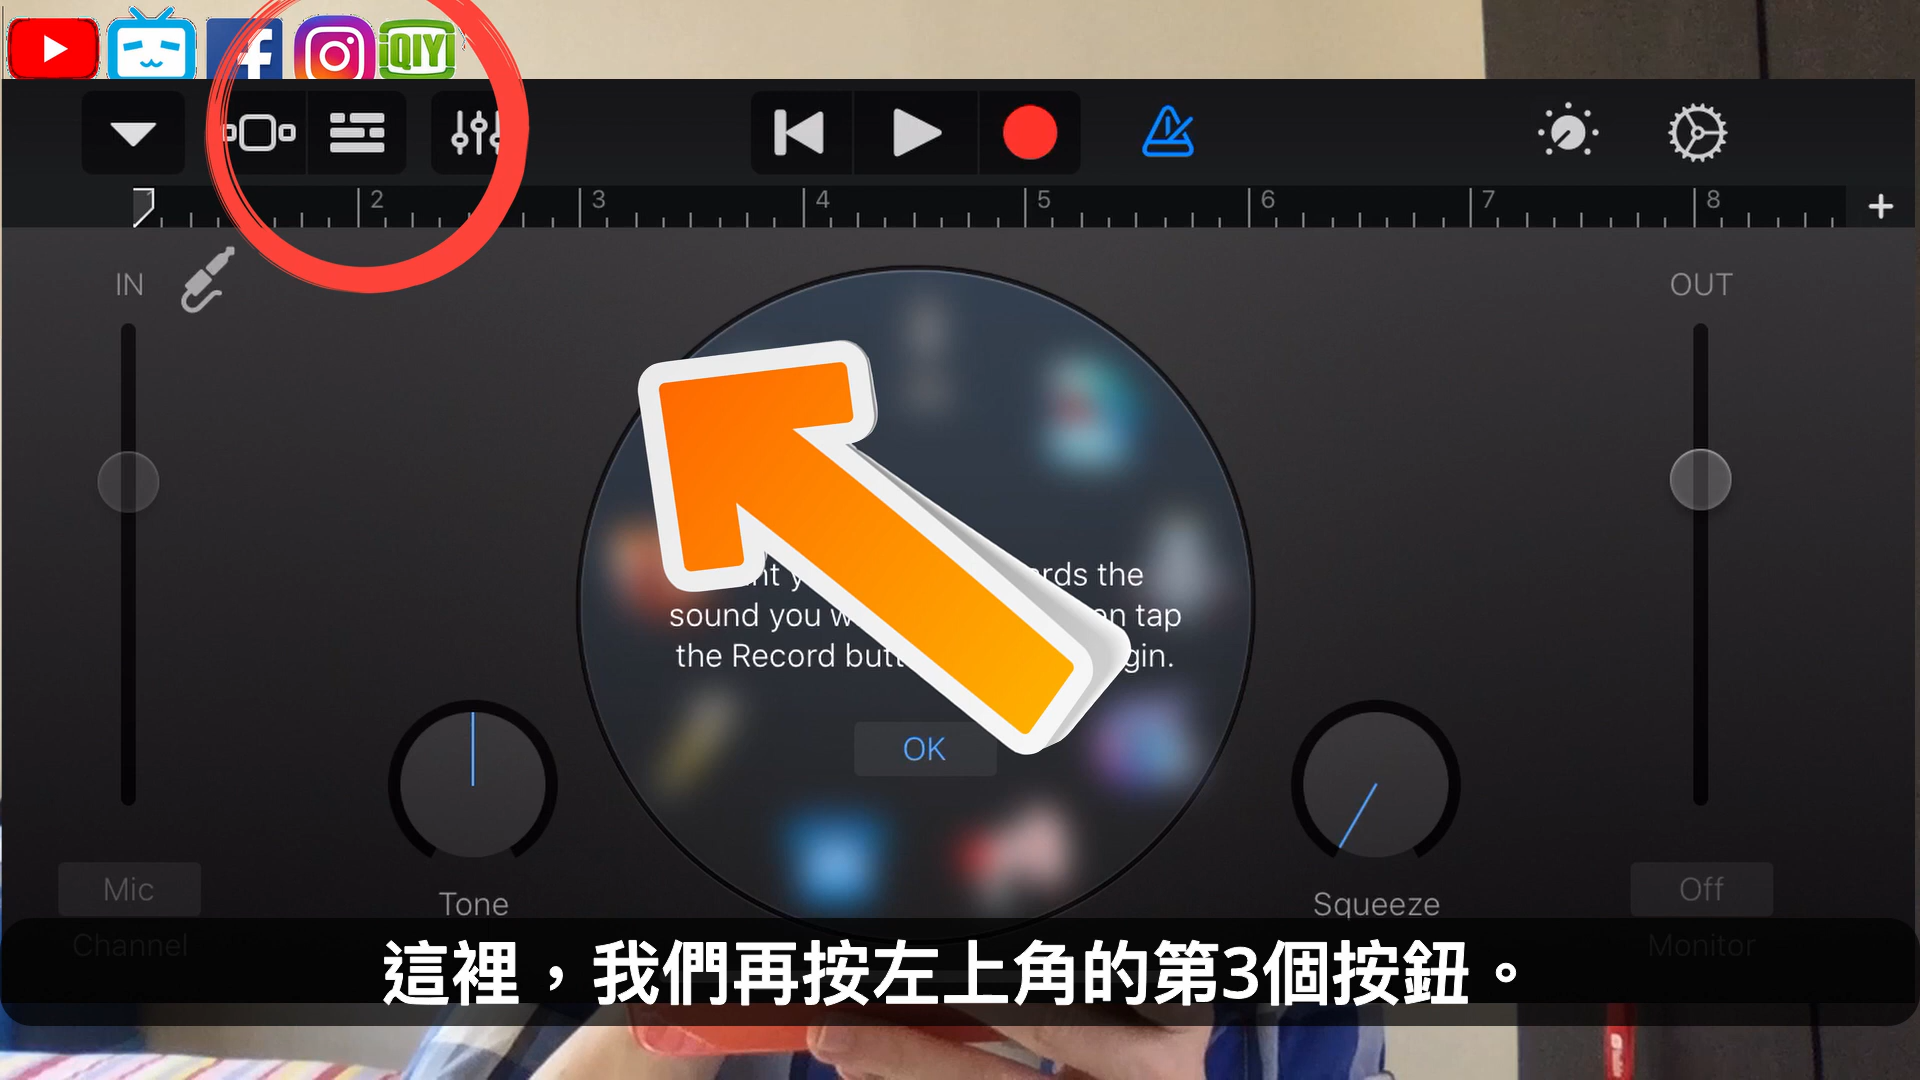 iQIYI
2
3
4
5
6
7
8
IN
OUT
rds the
sound you
tap
the Record
OK
Mic
Tone
Squeeze
Off
Channel
Monitor
這裡，我們再按左上角的第3個按鈕。